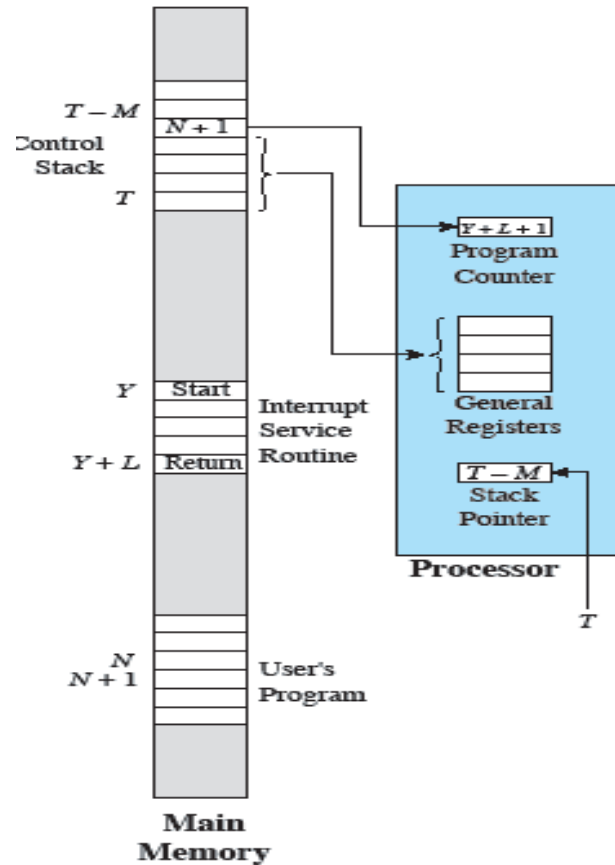 T – M
N + 1
Control
Stack
T
Y + L + 1
Program
Counter
Y
Start
Interrupt
Service
Routine
General
Registers
Y + L
Return
T – M
Stack
Pointer
Processor
T
N
N + 1
User's
Program
Main
Memory